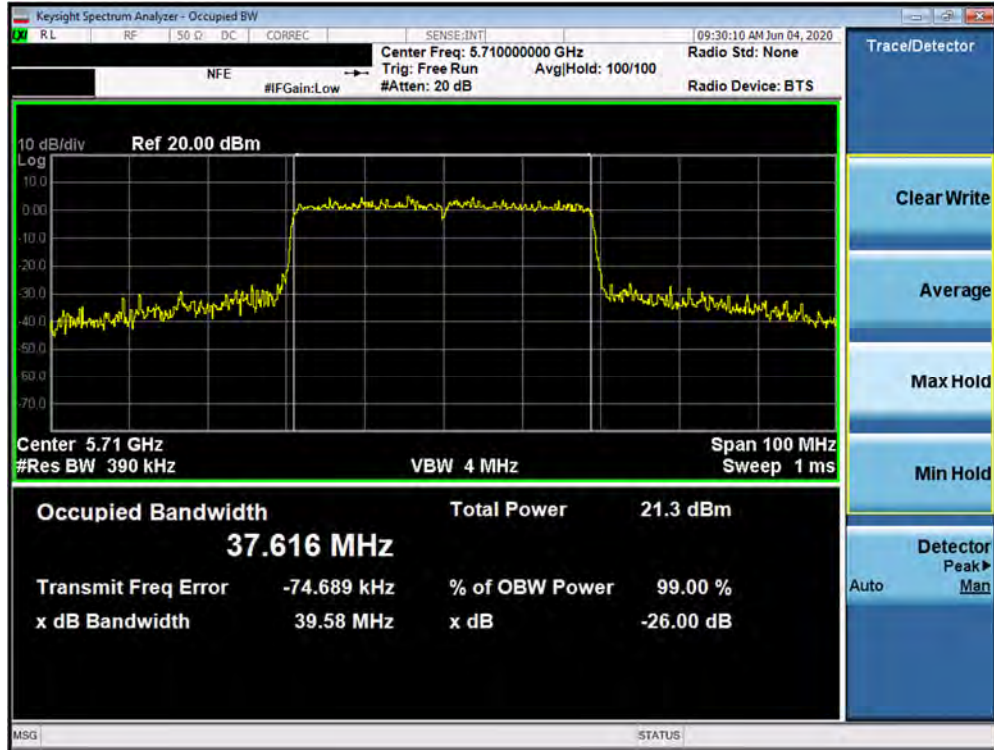 Keysight Spectrum Analyzer - Occupied BW
LXI RL RF 50 Ω DC CORREC SENSE:INT 09:30:10 AM Jun 04, 2020
Center Freq: 5.710000000 GHz Radio Std: None
NFE Trig: Free Run Avg|Hold: 100/100
#IFGain:Low #Atten: 20 dB Radio Device: BTS
Trace/Detector
10 dB/div Ref 20.00 dBm
Log
10.0
0.00
-10.0
-20.0
-30.0
-40.0
-50.0
-60.0
-70.0
Center 5.71 GHz Span 100 MHz
#Res BW 390 kHz VBW 4 MHz Sweep 1 ms
Occupied Bandwidth Total Power 21.3 dBm
37.616 MHz
Transmit Freq Error -74.689 kHz % of OBW Power 99.00 %
x dB Bandwidth 39.58 MHz x dB -26.00 dB
Clear Write
Average
Max Hold
Min Hold
Detector
Peak▶
Auto Man
MSG STATUS